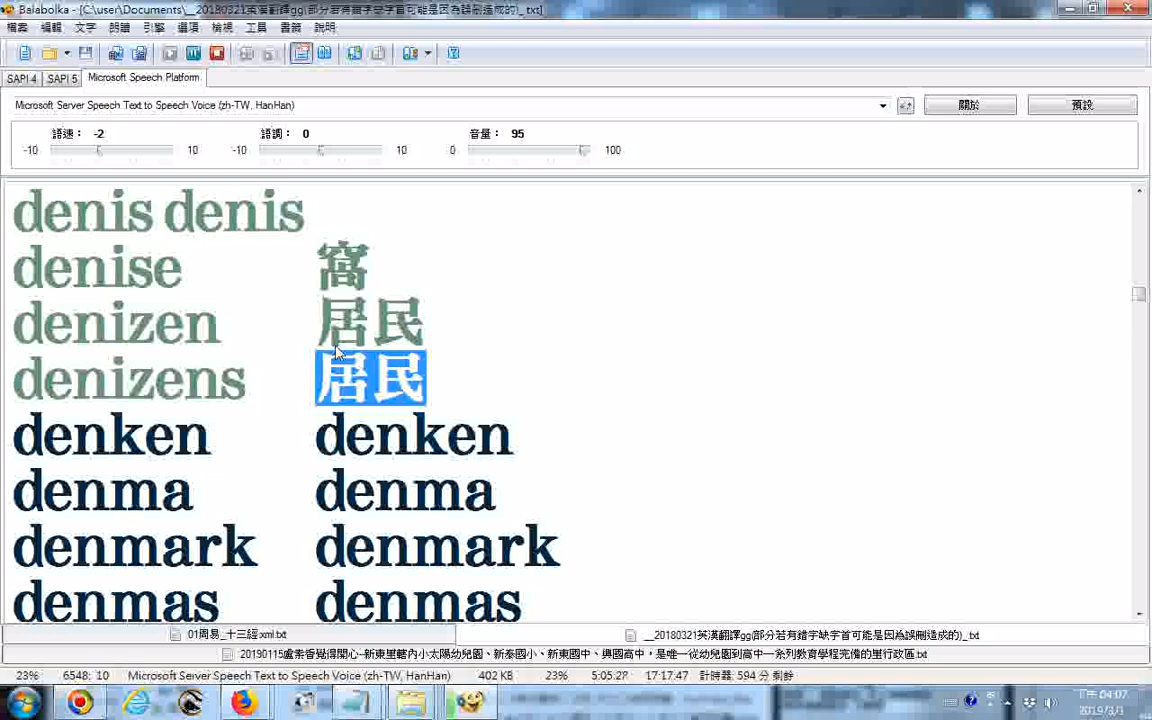 Balabolka - [C:\user\Documents\__20180321英漢翻譯gg(部分若有錯字缺字首可能是因為誤刪造成的)_.txt]
檔案 編輯 文字 朗讀 引擎 選項 檢視 工具 書籤 說明
SAPI 4 SAPI 5 Microsoft Speech Platform
Microsoft Server Speech Text to Speech Voice (zh-TW, HanHan) 關於 預設
語速： -2 語調： 0 音量： 95
-10 10 -10 10 0 100
denis denis
denise 窩
denizen 居民
denizens 居民
denken denken
denma denma
denmark denmark
denmas denmas
01周易_十三經.xml.txt __20180321英漢翻譯gg(部分若有錯字缺字首可能是因為誤刪造成的)_.txt
20190115盧素香覺得開心-新東里轄內小太陽幼兒園、新泰國小、新東國中、興國高中，是唯一從幼兒園到高中一系列教育學程完備的里行政區.txt
23% 6548: 10 Microsoft Server Speech Text to Speech Voice (zh-TW, HanHan) 402 KB 23% 5:05:28 17:17:47 計時器: 594 分 剩餘
下午 04:07
2019/3/1